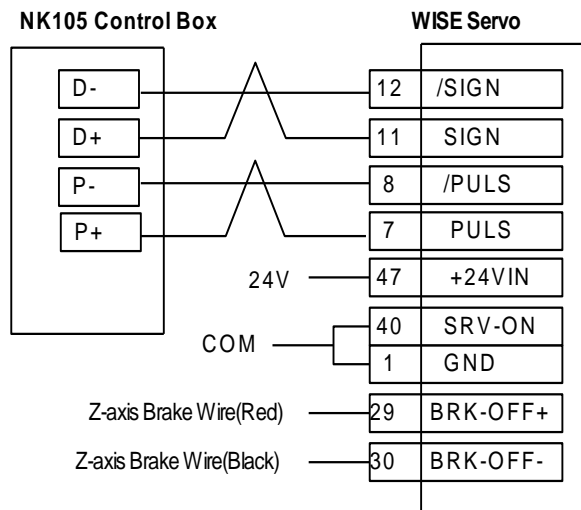 NK105 Control Box WISE Servo
D- 12 /SIGN
D+ 11 SIGN
P- 8 /PULS
P+ 7 PULS
24V 47 +24VIN
COM 40 SRV-ON
1 GND
Z-axis Brake Wire(Red) 29 BRK-OFF+
Z-axis Brake Wire(Black) 30 BRK-OFF-